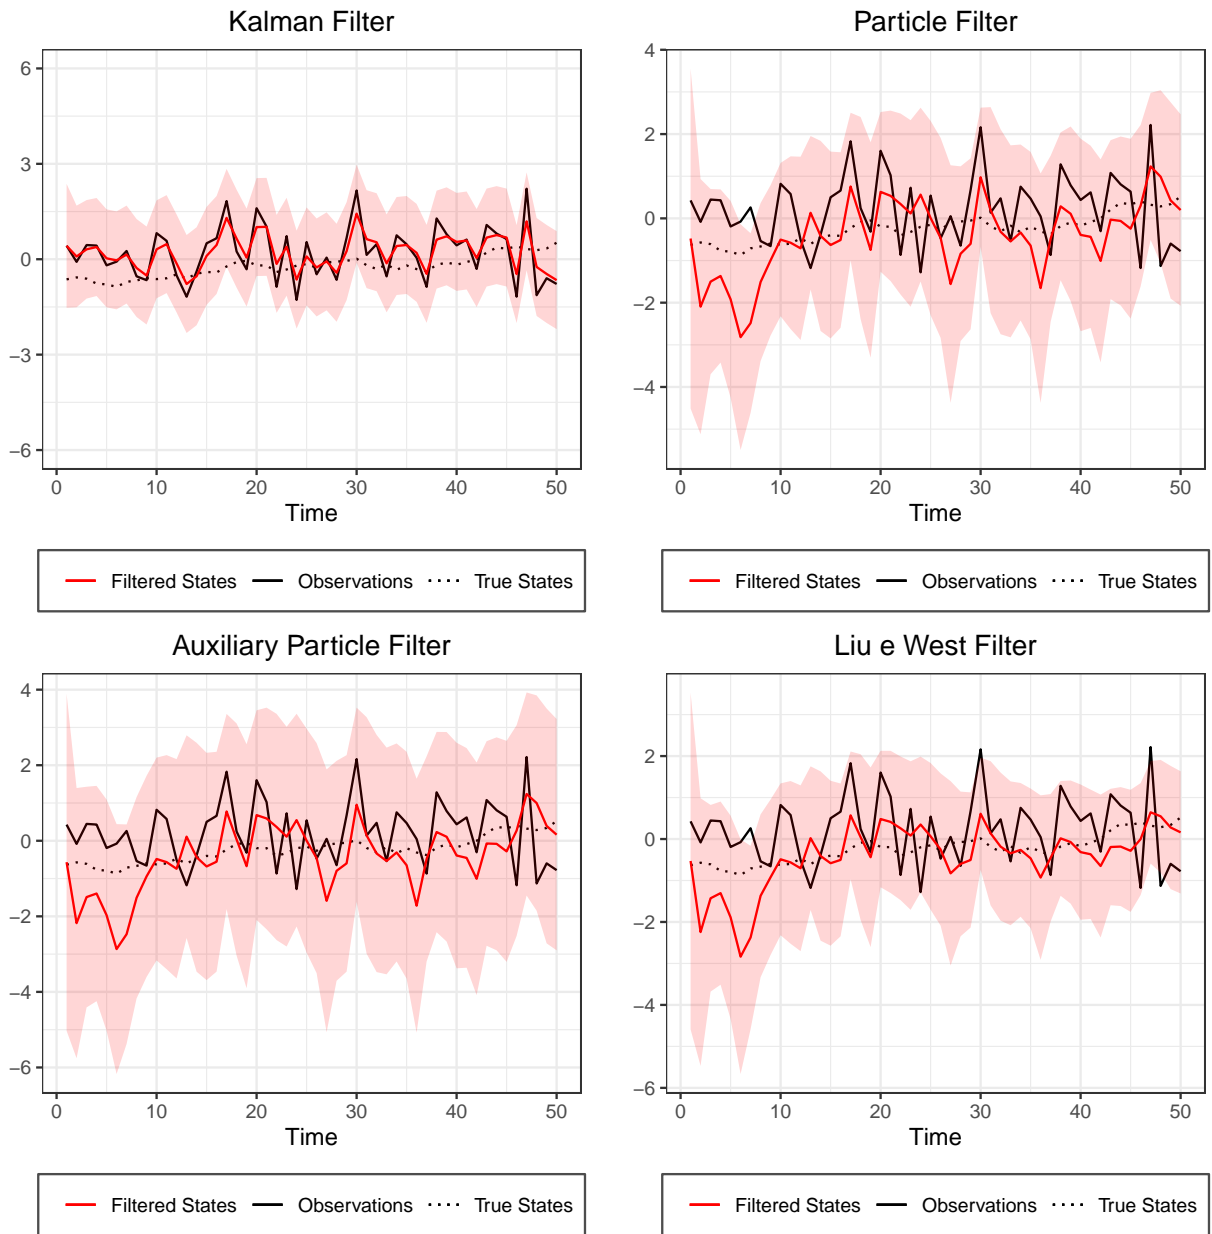 Kalman Filter
6
3
0
−3
−6
0 10 20 30 40 50
Time
Filtered States Observations True States
Particle Filter
4
2
0
−2
−4
0 10 20 30 40 50
Time
Filtered States Observations True States
Auxiliary Particle Filter
4
2
0
−2
−4
−6
0 10 20 30 40 50
Time
Filtered States Observations True States
Liu e West Filter
2
0
−2
−4
−6
0 10 20 30 40 50
Time
Filtered States Observations True States